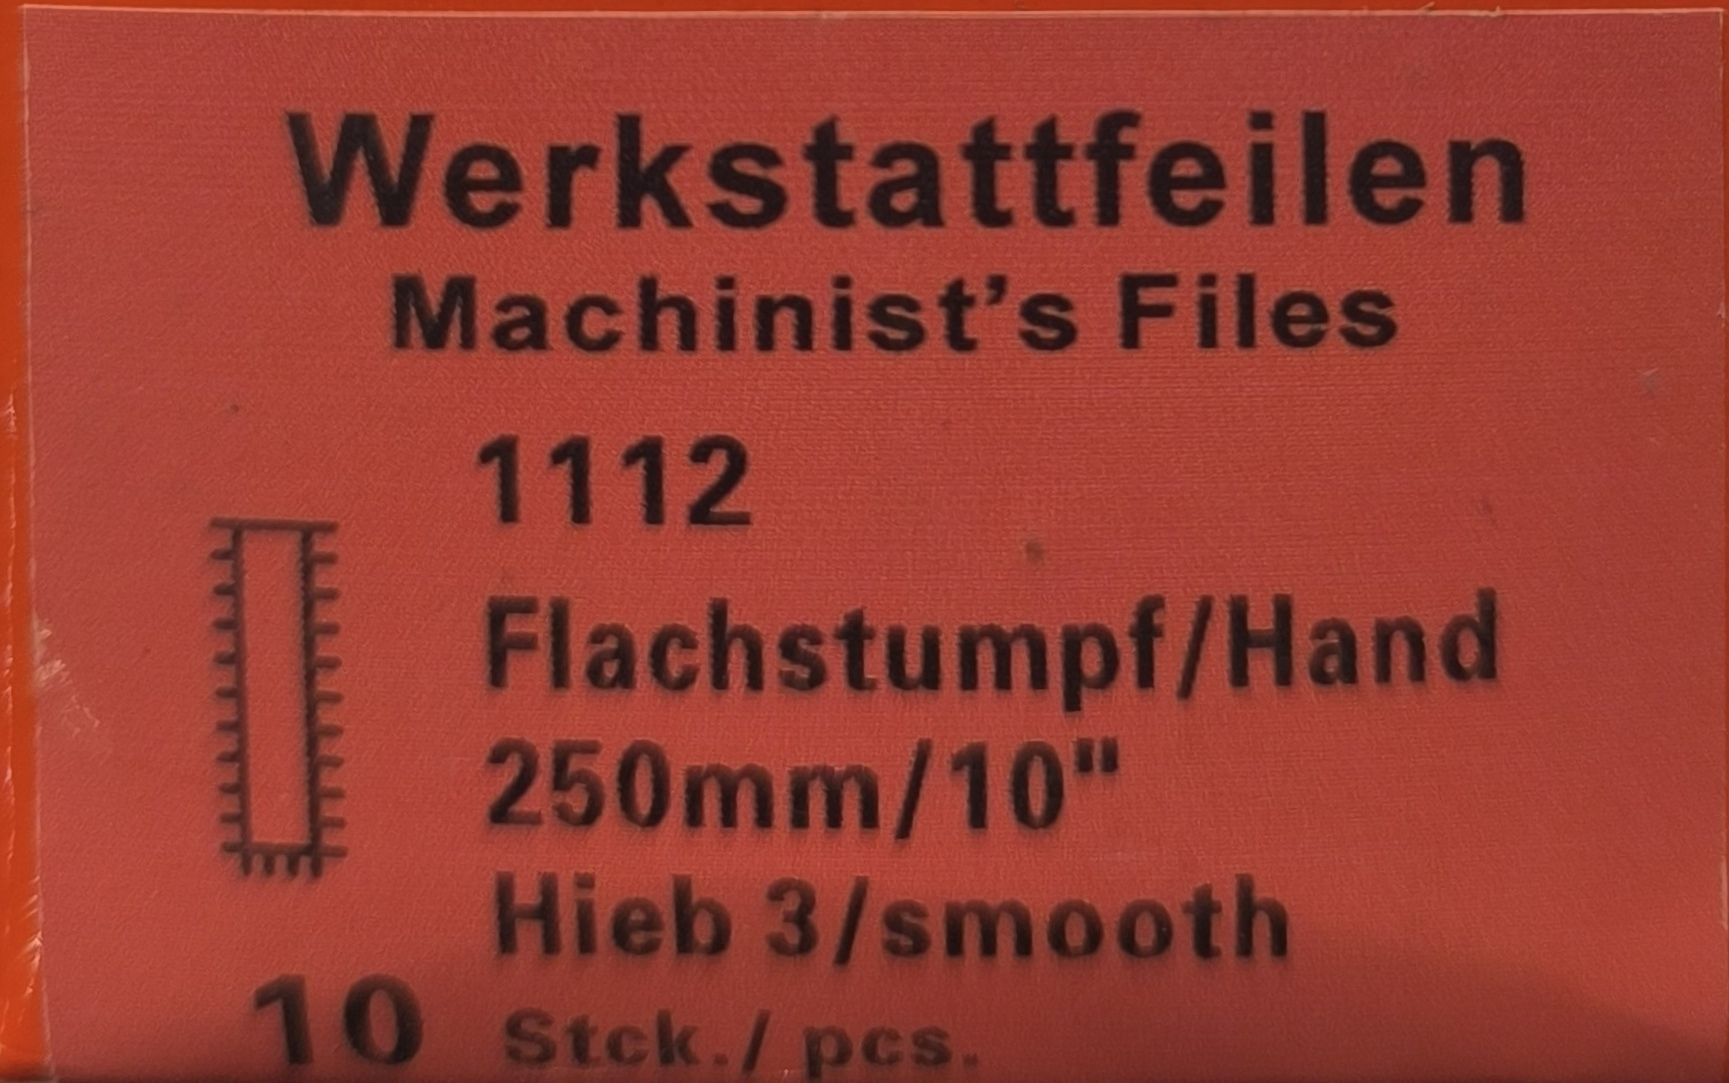 Werkstattfeilen
Machinist’s Files
1112
Flachstumpf/Hand
250mm/10"
Hieb 3/smooth
10 Stck./ pcs.